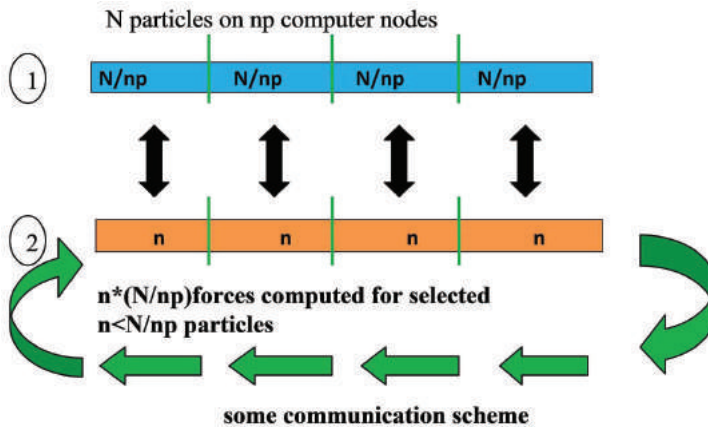 N particles on np computer nodes
1
N/np N/np N/np N/np
2
n n n n
n*(N/np)forces computed for selected
n<N/np particles
some communication scheme